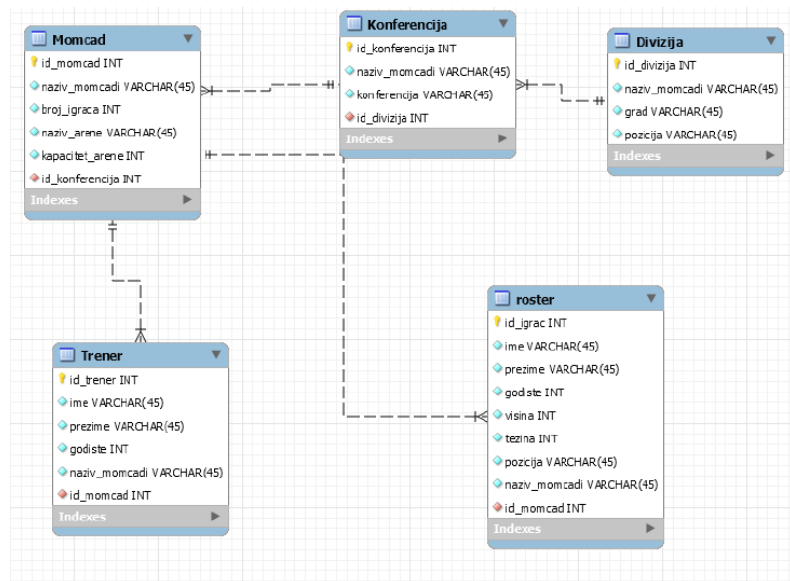 Momcad
id_momcad INT
naziv_momcadi VARCHAR(45)
broj_igraca INT
naziv_arene VARCHAR(45)
kapacitet_arene INT
id_konferencija INT
Indexes
Konferencija
id_konferencija INT
naziv_momcadi VARCHAR(45)
konferencija VARCHAR(45)
id_divizija INT
Indexes
Divizija
id_divizija INT
naziv_momcadi VARCHAR(45)
grad VARCHAR(45)
pozicija VARCHAR(45)
Indexes
Trener
id_trener INT
ime VARCHAR(45)
prezime VARCHAR(45)
godiste INT
naziv_momcadi VARCHAR(45)
id_momcad INT
Indexes
roster
id_igrac INT
ime VARCHAR(45)
prezime VARCHAR(45)
godiste INT
visina INT
tezina INT
pozicija VARCHAR(45)
naziv_momcadi VARCHAR(45)
id_momcad INT
Indexes